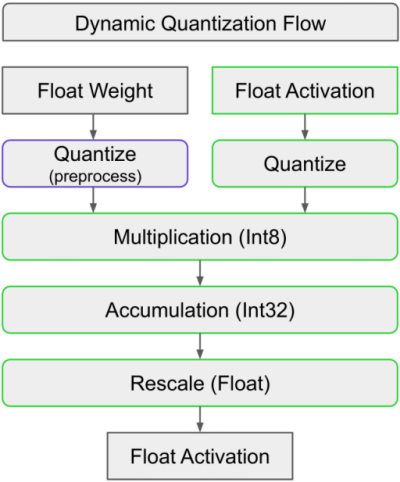 Dynamic Quantization Flow
Float Weight
Float Activation
Quantize
(preprocess)
Quantize
Multiplication (Int8)
Accumulation (Int32)
Rescale (Float)
Float Activation